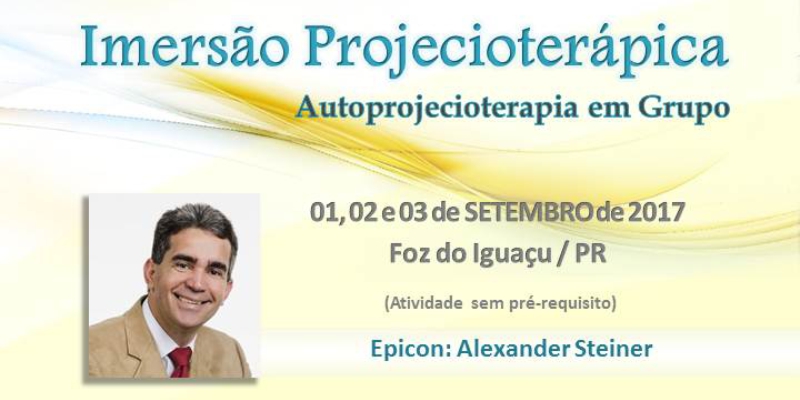 Imersão Projecioterápica
Autoprojecioterapia em Grupo
01, 02 e 03 de SETEMBRO de 2017
Foz do Iguaçu / PR
(Atividade sem pré-requisito)
Epicon: Alexander Steiner